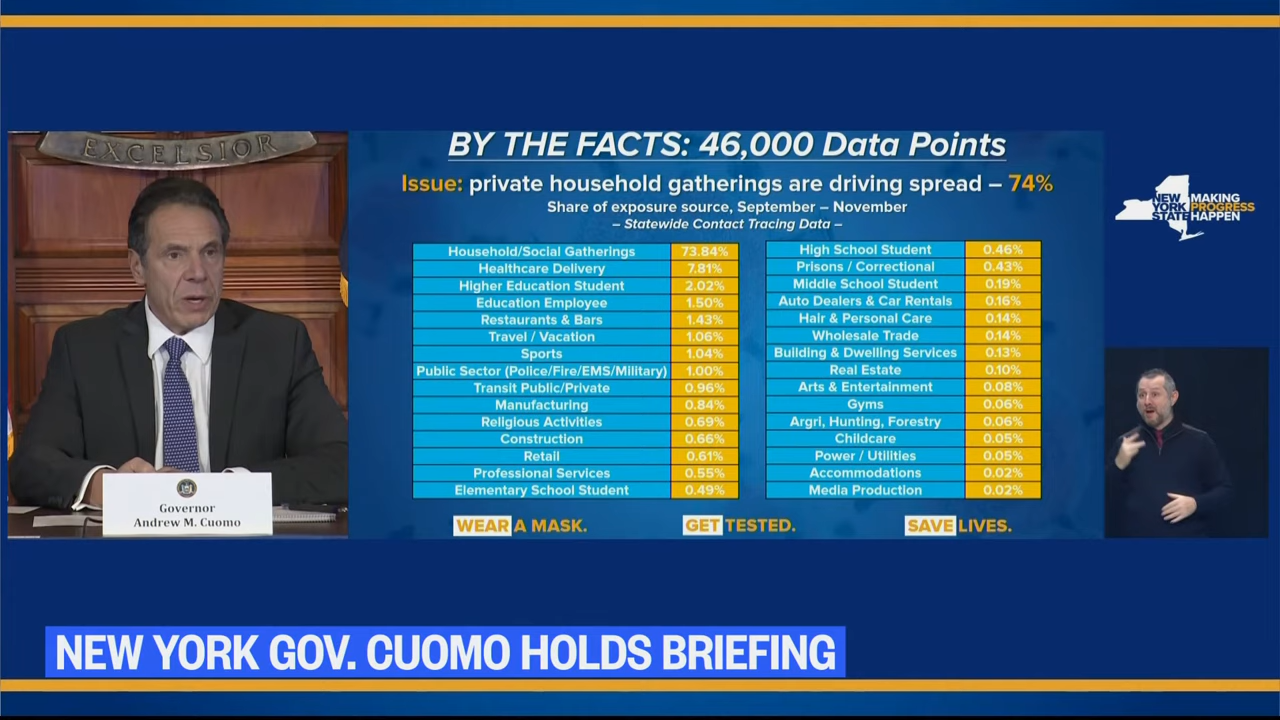 EXCELSIOR
Governor
Andrew M. Cuomo
BY THE FACTS: 46,000 Data Points
Issue: private household gatherings are driving spread – 74%
Share of exposure source, September – November
– Statewide Contact Tracing Data –
Household/Social Gatherings 73.84%
Healthcare Delivery 7.81%
Higher Education Student 2.02%
Education Employee 1.50%
Restaurants & Bars 1.43%
Travel / Vacation 1.06%
Sports 1.04%
Public Sector (Police/Fire/EMS/Military) 1.00%
Transit Public/Private 0.96%
Manufacturing 0.84%
Religious Activities 0.69%
Construction 0.66%
Retail 0.61%
Professional Services 0.55%
Elementary School Student 0.49%
High School Student 0.46%
Prisons / Correctional 0.43%
Middle School Student 0.19%
Auto Dealers & Car Rentals 0.16%
Hair & Personal Care 0.14%
Wholesale Trade 0.14%
Building & Dwelling Services 0.13%
Real Estate 0.10%
Arts & Entertainment 0.08%
Gyms 0.06%
Argri, Hunting, Forestry 0.06%
Childcare 0.05%
Power / Utilities 0.05%
Accommodations 0.02%
Media Production 0.02%
WEAR A MASK. GET TESTED. SAVE LIVES.
NEW YORK STATE
MAKING
PROGRESS
HAPPEN
NEW YORK GOV. CUOMO HOLDS BRIEFING